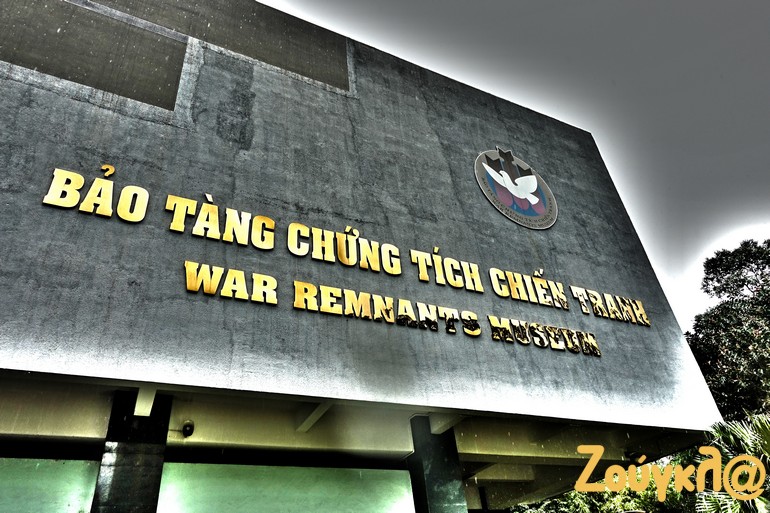 BẢO TÀNG CHỨNG TÍCH CHIẾN TRANH
WAR REMNANTS MUSEUM
Ζούγκλ@